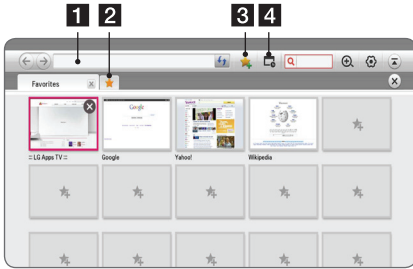 1 2 3 4
Favorites
:: LG Apps TV ::
Google
Yahoo!
Wikipedia